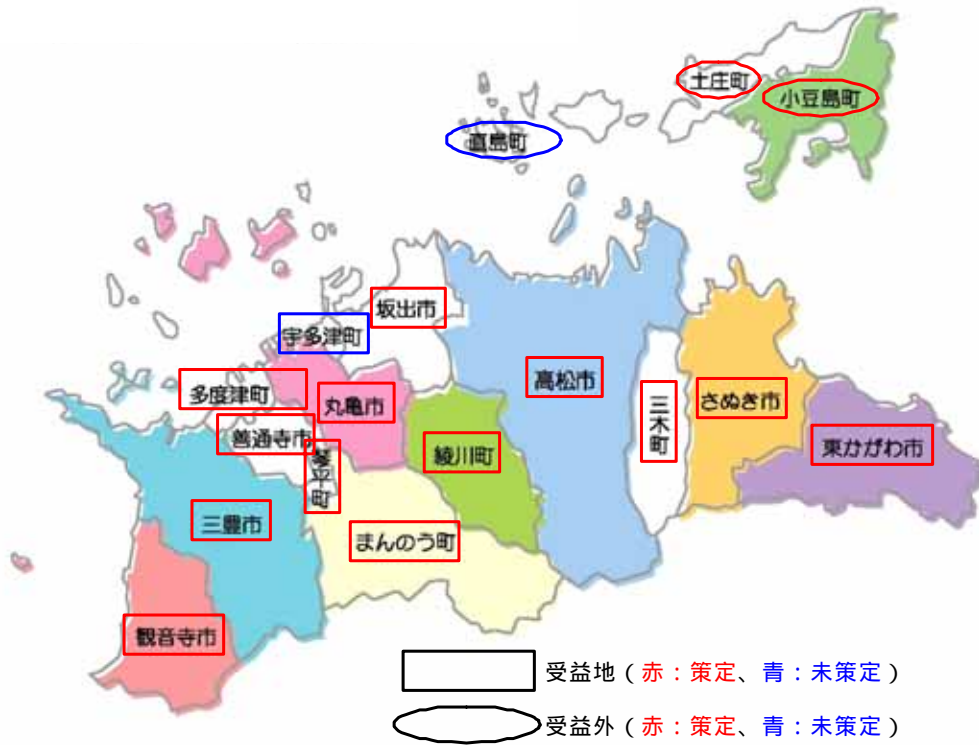 土庄町
小豆島町
直島町
坂出市
宇多津町
高松市
多度津町
丸亀市
三木町
さぬき市
善通寺市
綾川町
東かがわ市
琴平町
三豊市
まんのう町
観音寺市
受益地（赤：策定、青：未策定）
受益外（赤：策定、青：未策定）